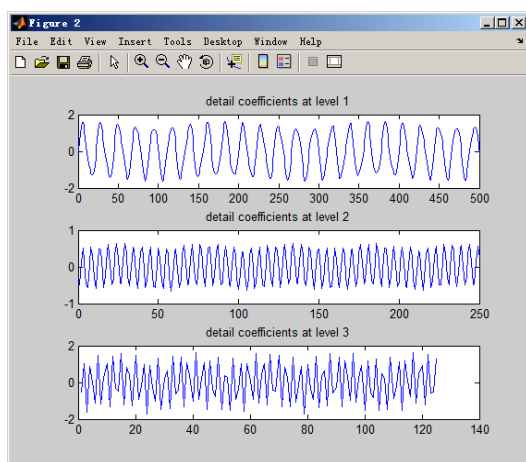 Figure 2
File Edit View Insert Tools Desktop Window Help
detail coefficients at level 1
2
0
-2
0 50 100 150 200 250 300 350 400 450 500
detail coefficients at level 2
1
0
-1
0 50 100 150 200 250
detail coefficients at level 3
2
0
-2
0 20 40 60 80 100 120 140